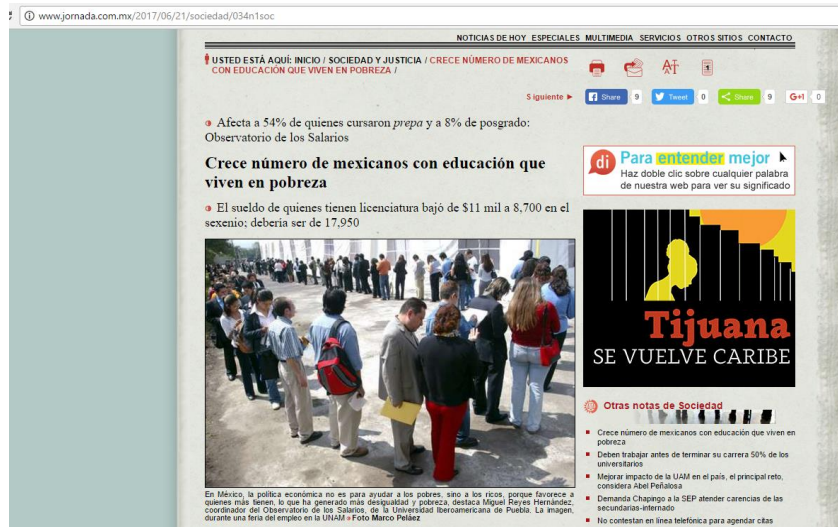 www.jornada.com.mx/2017/06/21/sociedad/034n1soc
NOTICIAS DE HOY ESPECIALES MULTIMEDIA SERVICIOS OTROS SITIOS CONTACTO
USTED ESTÁ AQUÍ: INICIO / SOCIEDAD Y JUSTICIA / CRECE NÚMERO DE MEXICANOS
CON EDUCACIÓN QUE VIVEN EN POBREZA /
Siguiente ►
Share 9 Tweet 0 Share 9 G+1 0
Afecta a 54% de quienes cursaron prepa y a 8% de posgrado:
Observatorio de los Salarios
Crece número de mexicanos con educación que
viven en pobreza
El sueldo de quienes tienen licenciatura bajó de $11 mil a 8,700 en el
sexenio; debería ser de 17,950
En México, la política económica no es para ayudar a los pobres, sino a los ricos, porque favorece a
quienes más tienen, lo que ha generado más desigualdad y pobreza, destaca Miguel Reyes Hernández,
coordinador del Observatorio de los Salarios, de la Universidad Iberoamericana de Puebla. La imagen,
durante una feria del empleo en la UNAM Foto Marco Peláez
di Para entender mejor
Haz doble clic sobre cualquier palabra
de nuestra web para ver su significado
Tijuana
SE VUELVE CARIBE
Otras notas de Sociedad
Crece número de mexicanos con educación que viven en
pobreza
Deben trabajar antes de terminar su carrera 50% de los
universitarios
Mejorar impacto de la UAM en el país, el principal reto,
considera Abel Peñalosa
Demanda Chapingo a la SEP atender carencias de las
secundarias-internado
No contestan en línea telefónica para agendar citas